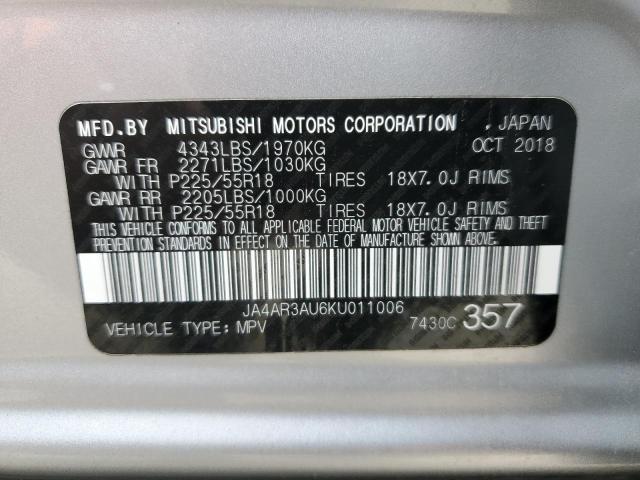 MFD.BY MITSUBISHI MOTORS CORPORATION , JAPAN
GVWR 4343LBS/1970KG OCT 2018
GAWR FR 2271LBS/1030KG
WITH P225/55R18 TIRES 18X7.0J RIMS
GAWR RR 2205LBS/1000KG
WITH P225/55R18 TIRES 18X7.0J RIMS
THIS VEHICLE CONFORMS TO ALL APPLICABLE FEDERAL MOTOR VEHICLE SAFETY AND THEFT
PREVENTION STANDARDS IN EFFECT ON THE DATE OF MANUFACTURE SHOWN ABOVE.
JA4AR3AU6KU011006
VEHICLE TYPE: MPV 7430C 357